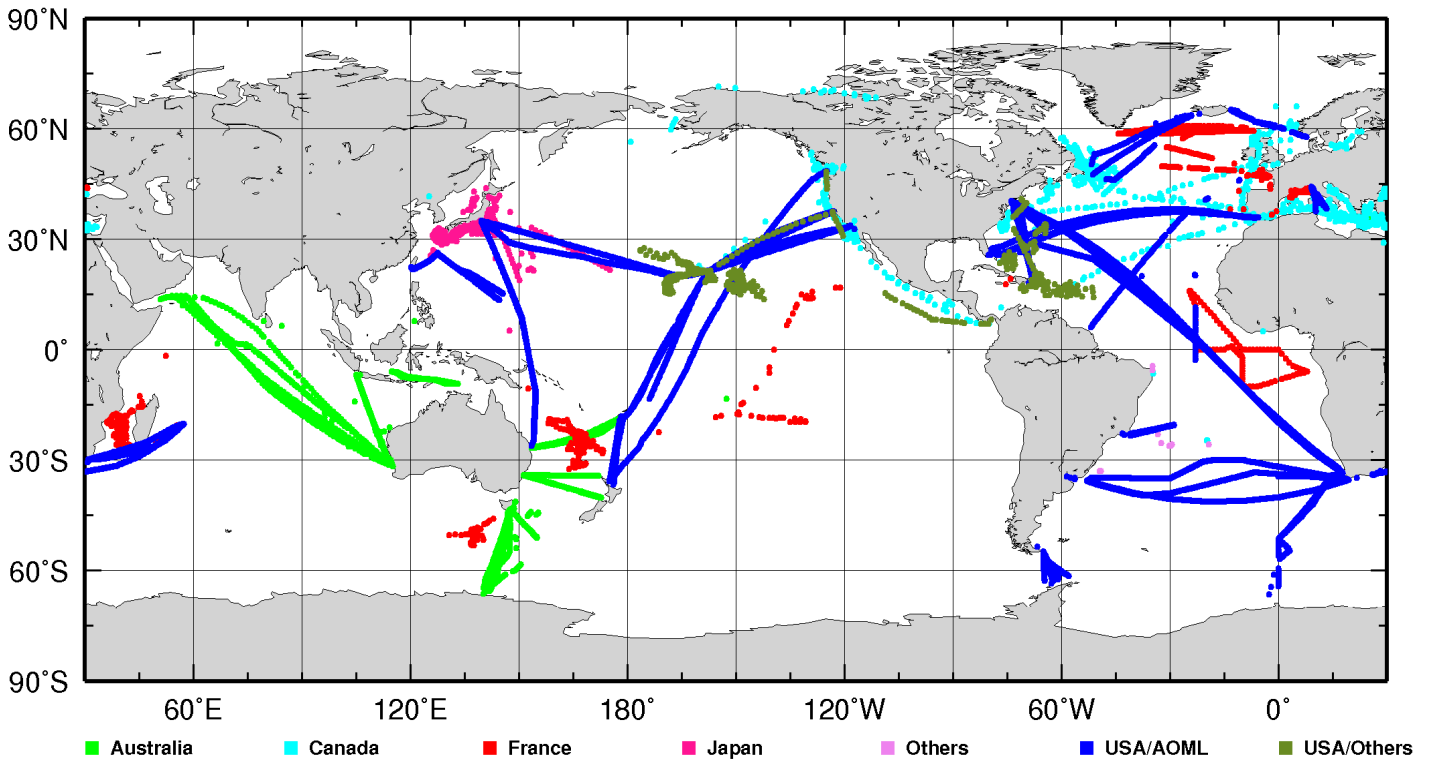 90˚N
60˚N
30˚N
0˚
30˚S
60˚S
90˚S
60˚E 120˚E 180˚ 120˚W 60˚W 0˚
Australia Canada France Japan Others USA/AOML USA/Others